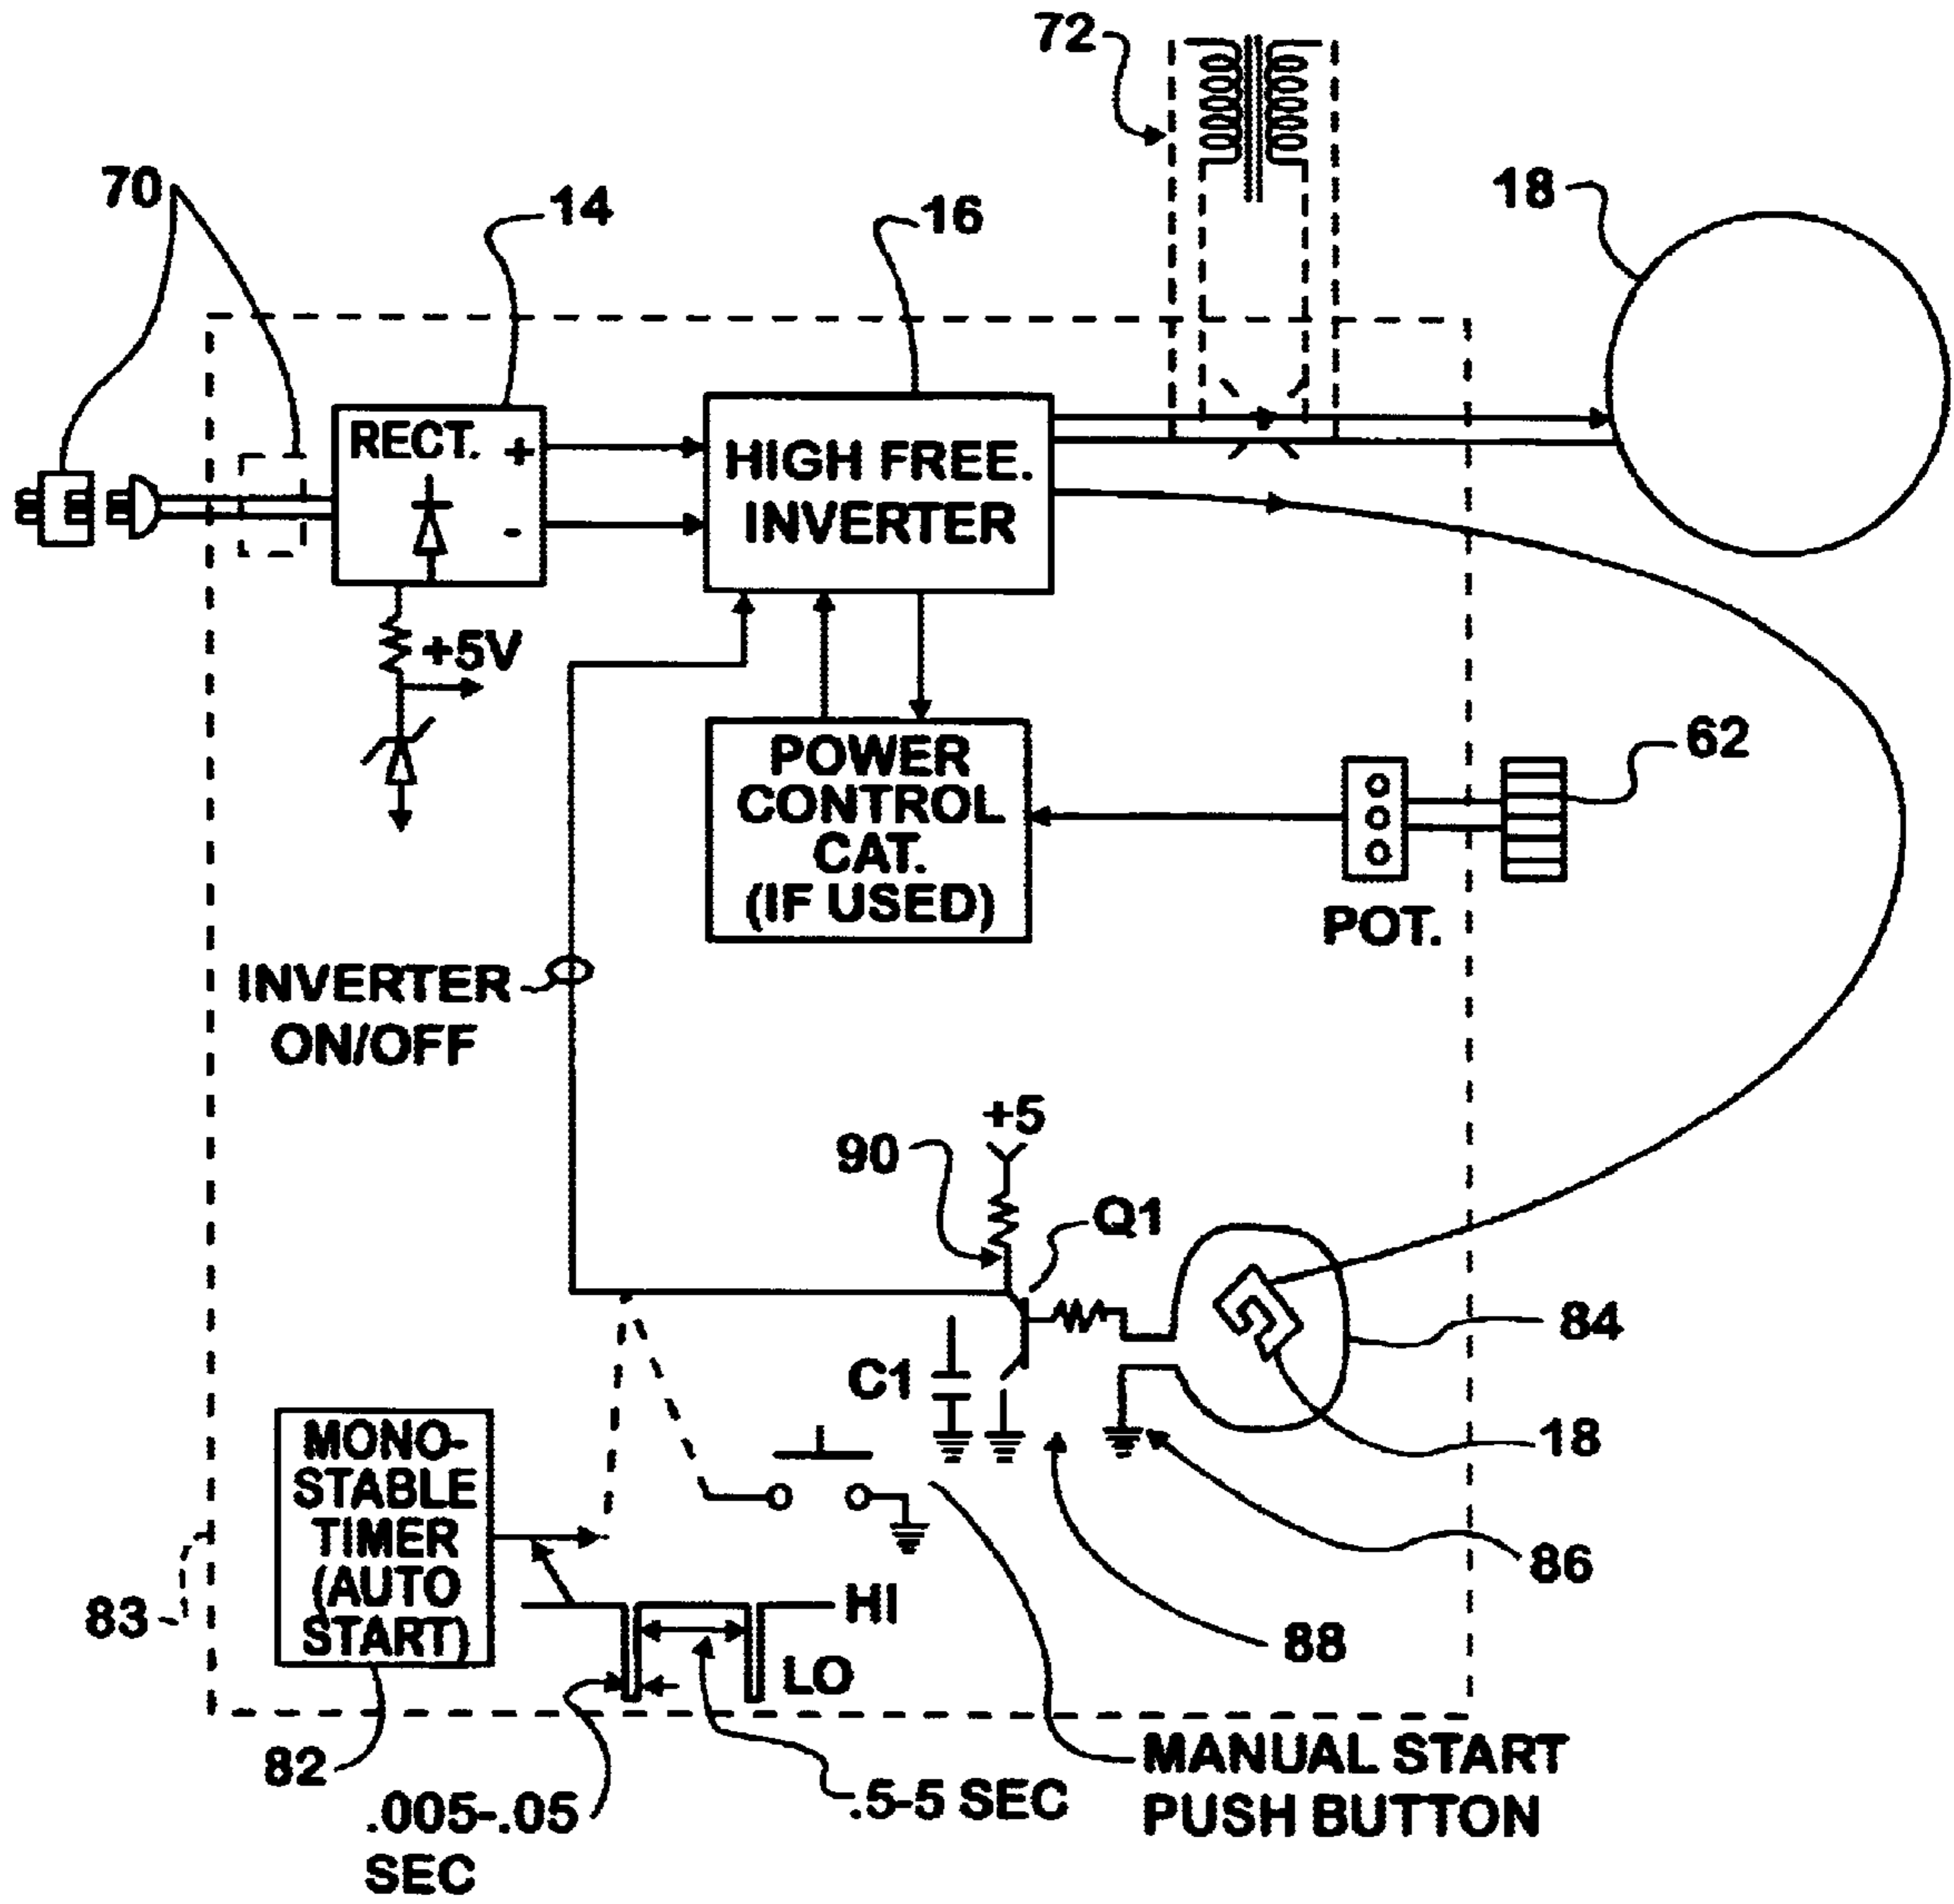 72
70
14
16
18
RECT. +
-
HIGH FREE.
INVERTER
+5V
62
POWER
CONTROL
CAT.
(IF USED)
POT.
INVERTER
ON/OFF
+5
90
Q1
84
C1
18
MONO-
STABLE
TIMER
(AUTO
START)
86
83
HI
88
LO
82
MANUAL START
PUSH BUTTON
.005-.05
SEC
.5-5 SEC